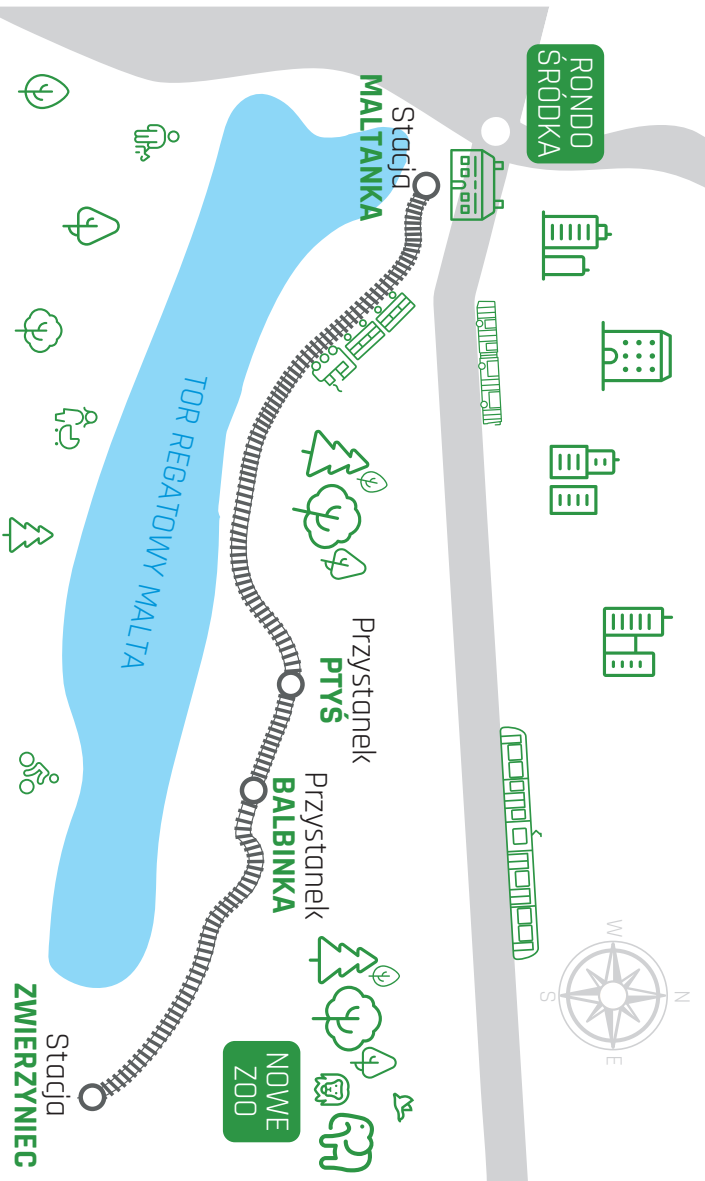 RONDO
ŚRÓDKA
Stacja
MALTANKA
TOR REGATOWY MALTA
Przystanek
PTYŚ
Przystanek
BALBINKA
N
W
E
S
NOWE
ZOO
Stacja
ZWIERZYNIEC